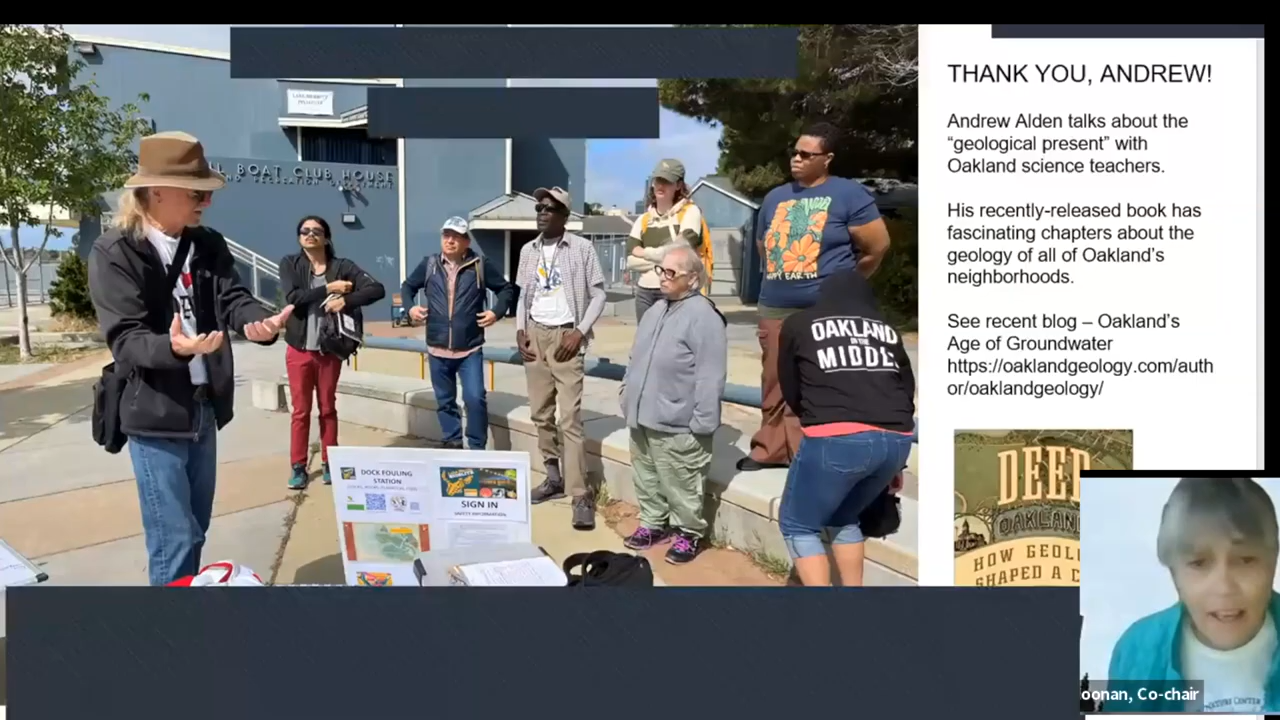 BOAT CLUB HOUSE
OAKLAND
IN THE
MIDDLE
DOCK FOULING
STATION
SIGN IN
SAFETY INFORMATION
THANK YOU, ANDREW!
Andrew Alden talks about the
“geological present” with
Oakland science teachers.
His recently-released book has
fascinating chapters about the
geology of all of Oakland’s
neighborhoods.
See recent blog – Oakland’s
Age of Groundwater
https://oaklandgeology.com/auth
or/oaklandgeology/
DEEP
OAKLAND
HOW GEOL
SHAPED A C
oonan, Co-chair